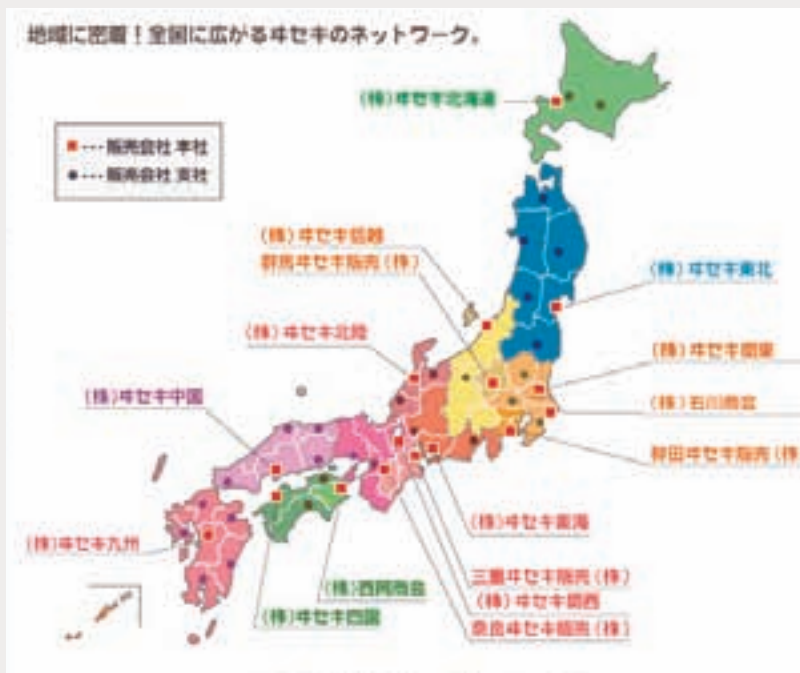 地域に密着！全国に広がるヰセキのネットワーク。
(株)ヰセキ北海道
■･･･ 販売会社 本社
●･･･ 販売会社 支社
(株)ヰセキ信越
群馬ヰセキ販売(株)
(株)ヰセキ東北
(株)ヰセキ北陸
(株)ヰセキ関東
(株)ヰセキ中国
(株)石川商会
ヰセキ販売(株
(株)ヰセキ東海
(株)ヰセキ九州
三重ヰセキ販売(株)
(株)西岡商会
(株)ヰセキ関西
(株)ヰセキ四国
奈良ヰセキ販売(株)